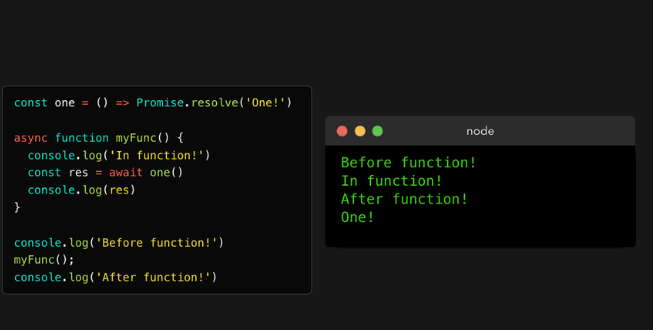 const one = () => Promise.resolve('One!')
async function myFunc() {
console.log('In function!')
const res = await one()
console.log(res)
}
console.log('Before function!')
myFunc();
console.log('After function!')
node
Before function!
In function!
After function!
One!